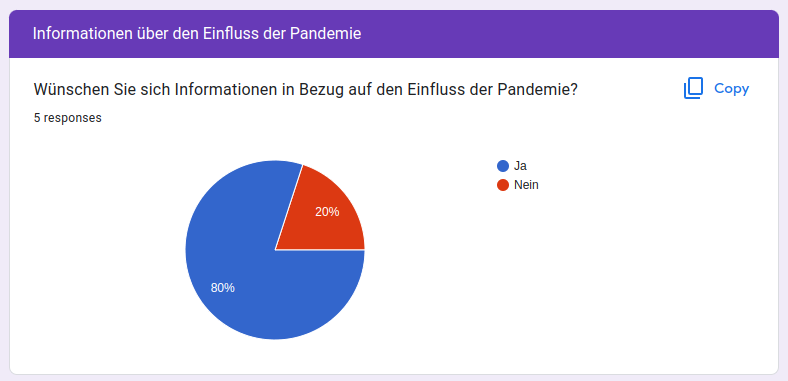 Informationen über den Einfluss der Pandemie
Wünschen Sie sich Informationen in Bezug auf den Einfluss der Pandemie?
Copy
5 responses
Ja
Nein
20%
80%